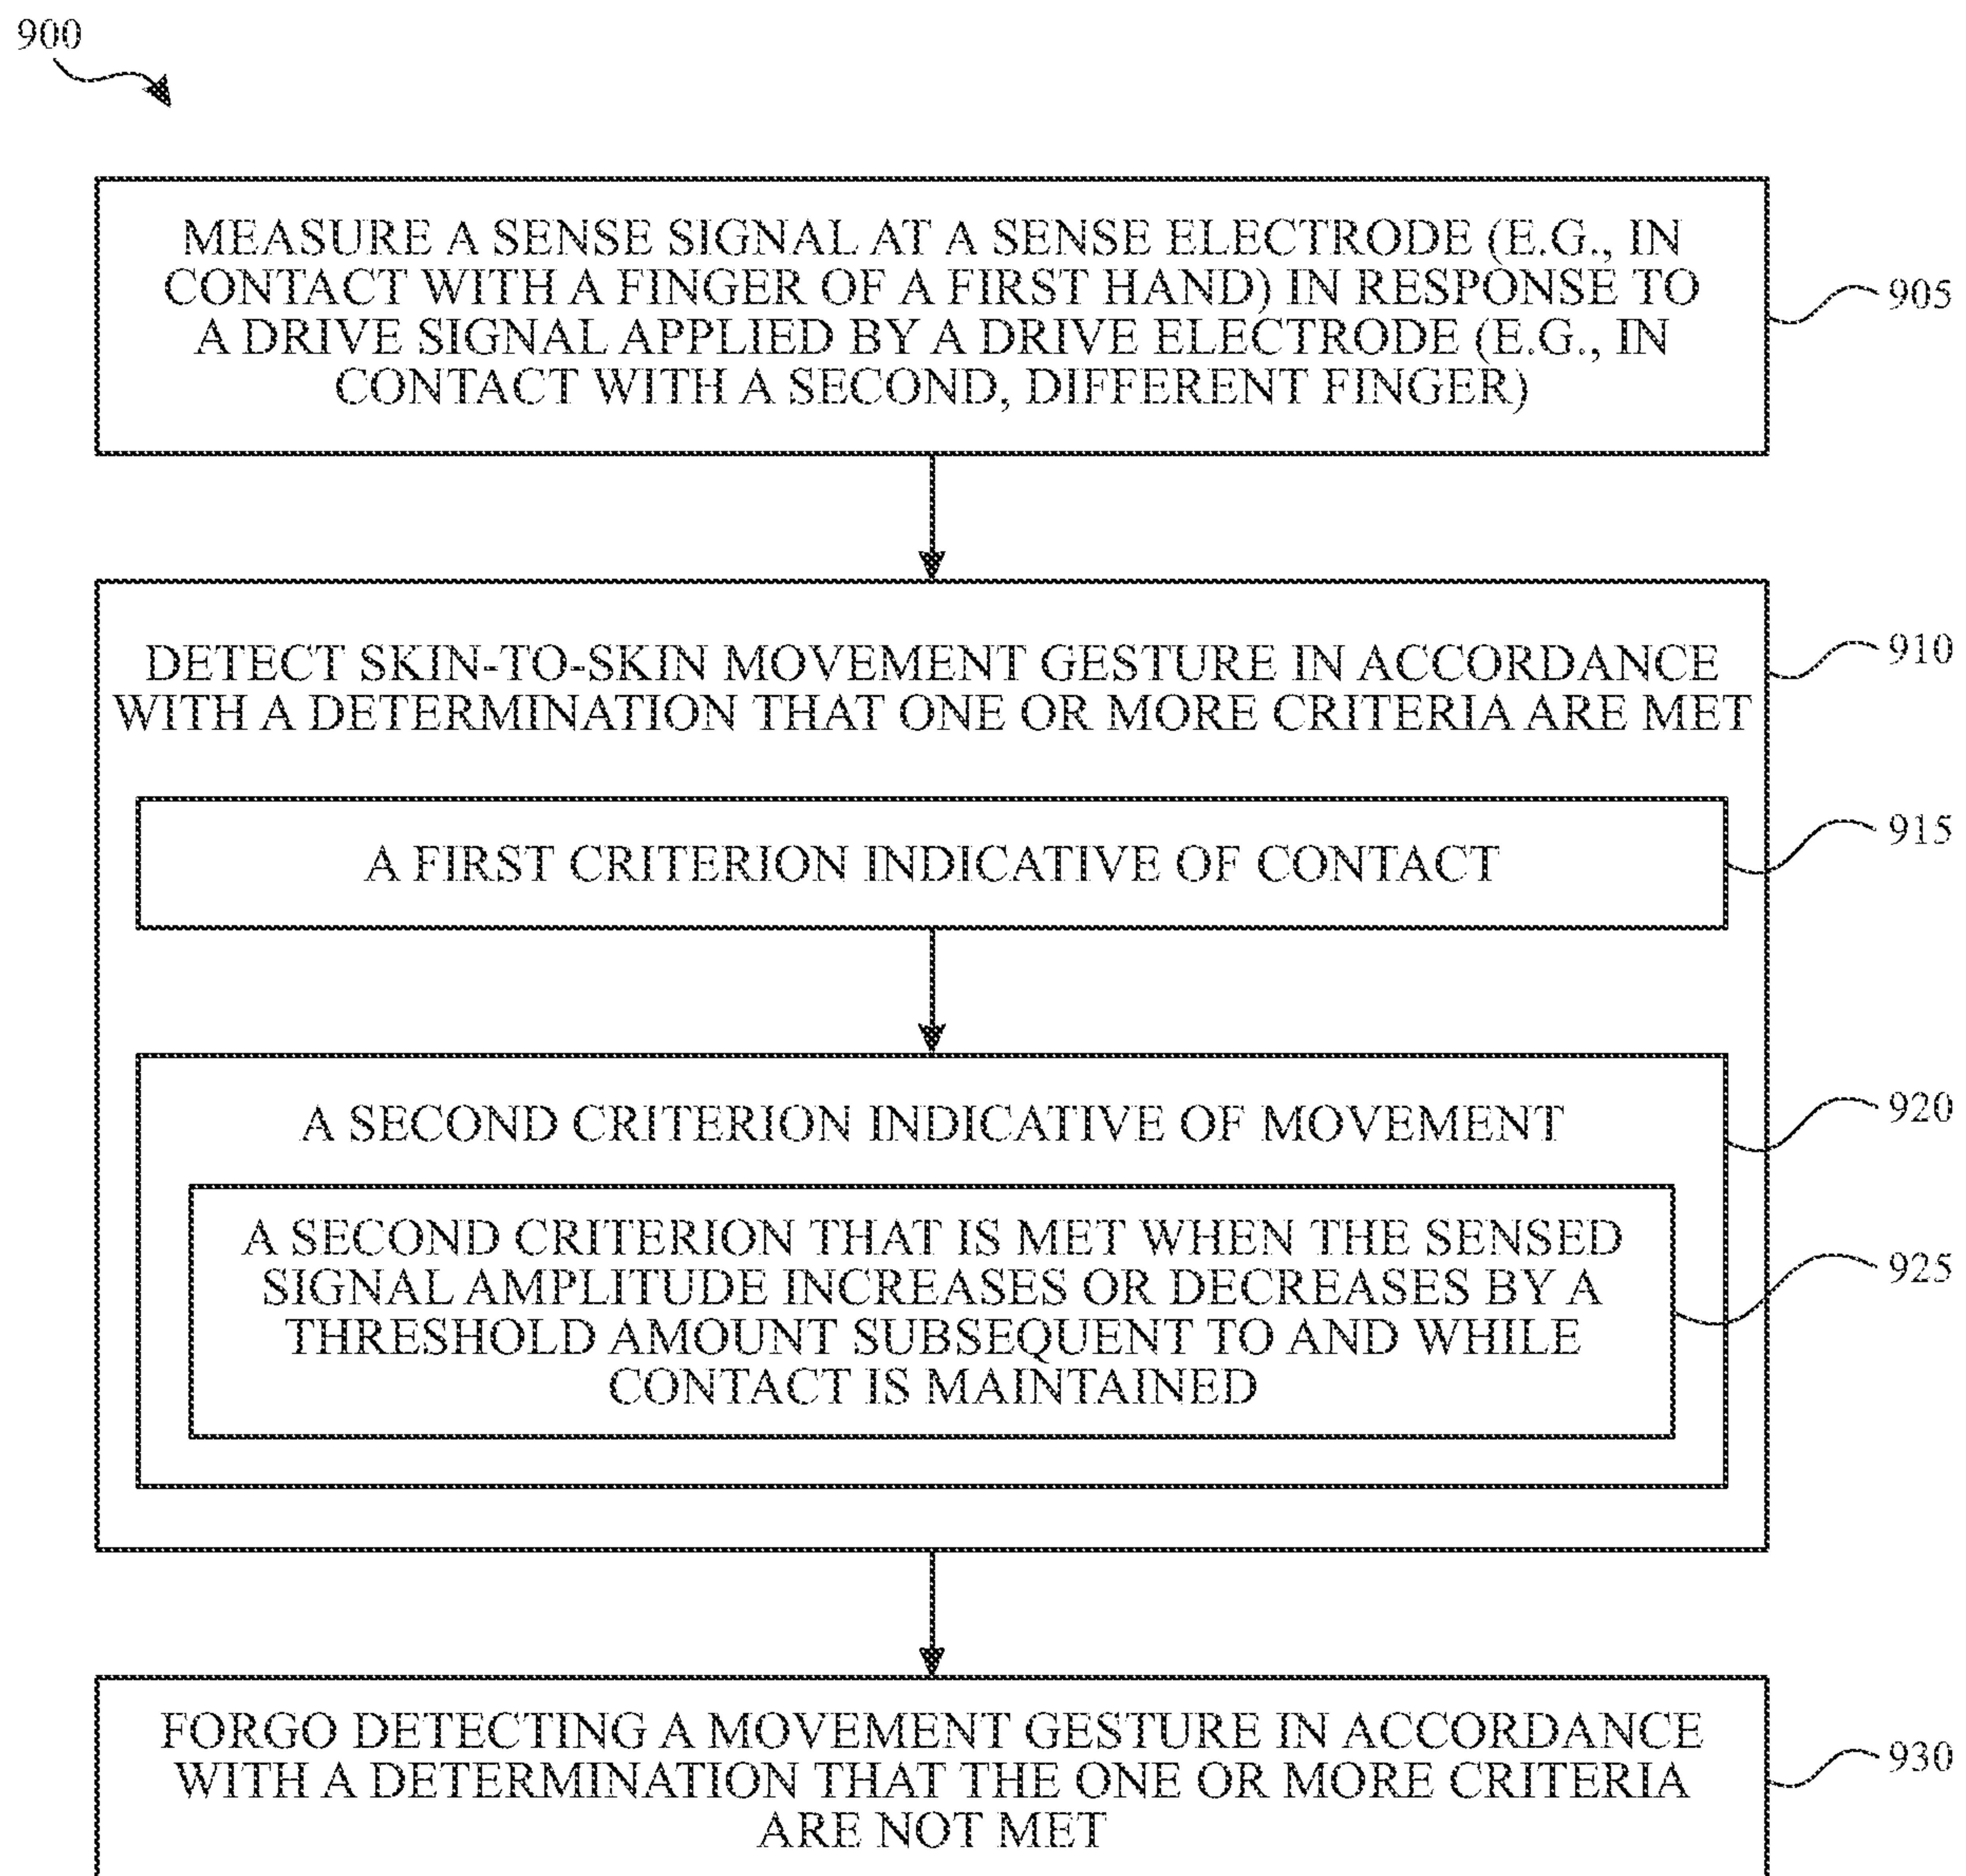 900
MEASURE A SENSE SIGNAL AT A SENSE ELECTRODE (E.G., IN
CONTACT WITH A FINGER OF A FIRST HAND) IN RESPONSE TO
A DRIVE SIGNAL APPLIED BY A DRIVE ELECTRODE (E.G., IN
CONTACT WITH A SECOND, DIFFERENT FINGER)
905
DETECT SKIN-TO-SKIN MOVEMENT GESTURE IN ACCORDANCE
WITH A DETERMINATION THAT ONE OR MORE CRITERIA ARE MET
910
A FIRST CRITERION INDICATIVE OF CONTACT
915
A SECOND CRITERION INDICATIVE OF MOVEMENT
920
A SECOND CRITERION THAT IS MET WHEN THE SENSED
SIGNAL AMPLITUDE INCREASES OR DECREASES BY A
THRESHOLD AMOUNT SUBSEQUENT TO AND WHILE
CONTACT IS MAINTAINED
925
FORGO DETECTING A MOVEMENT GESTURE IN ACCORDANCE
WITH A DETERMINATION THAT THE ONE OR MORE CRITERIA
ARE NOT MET
930